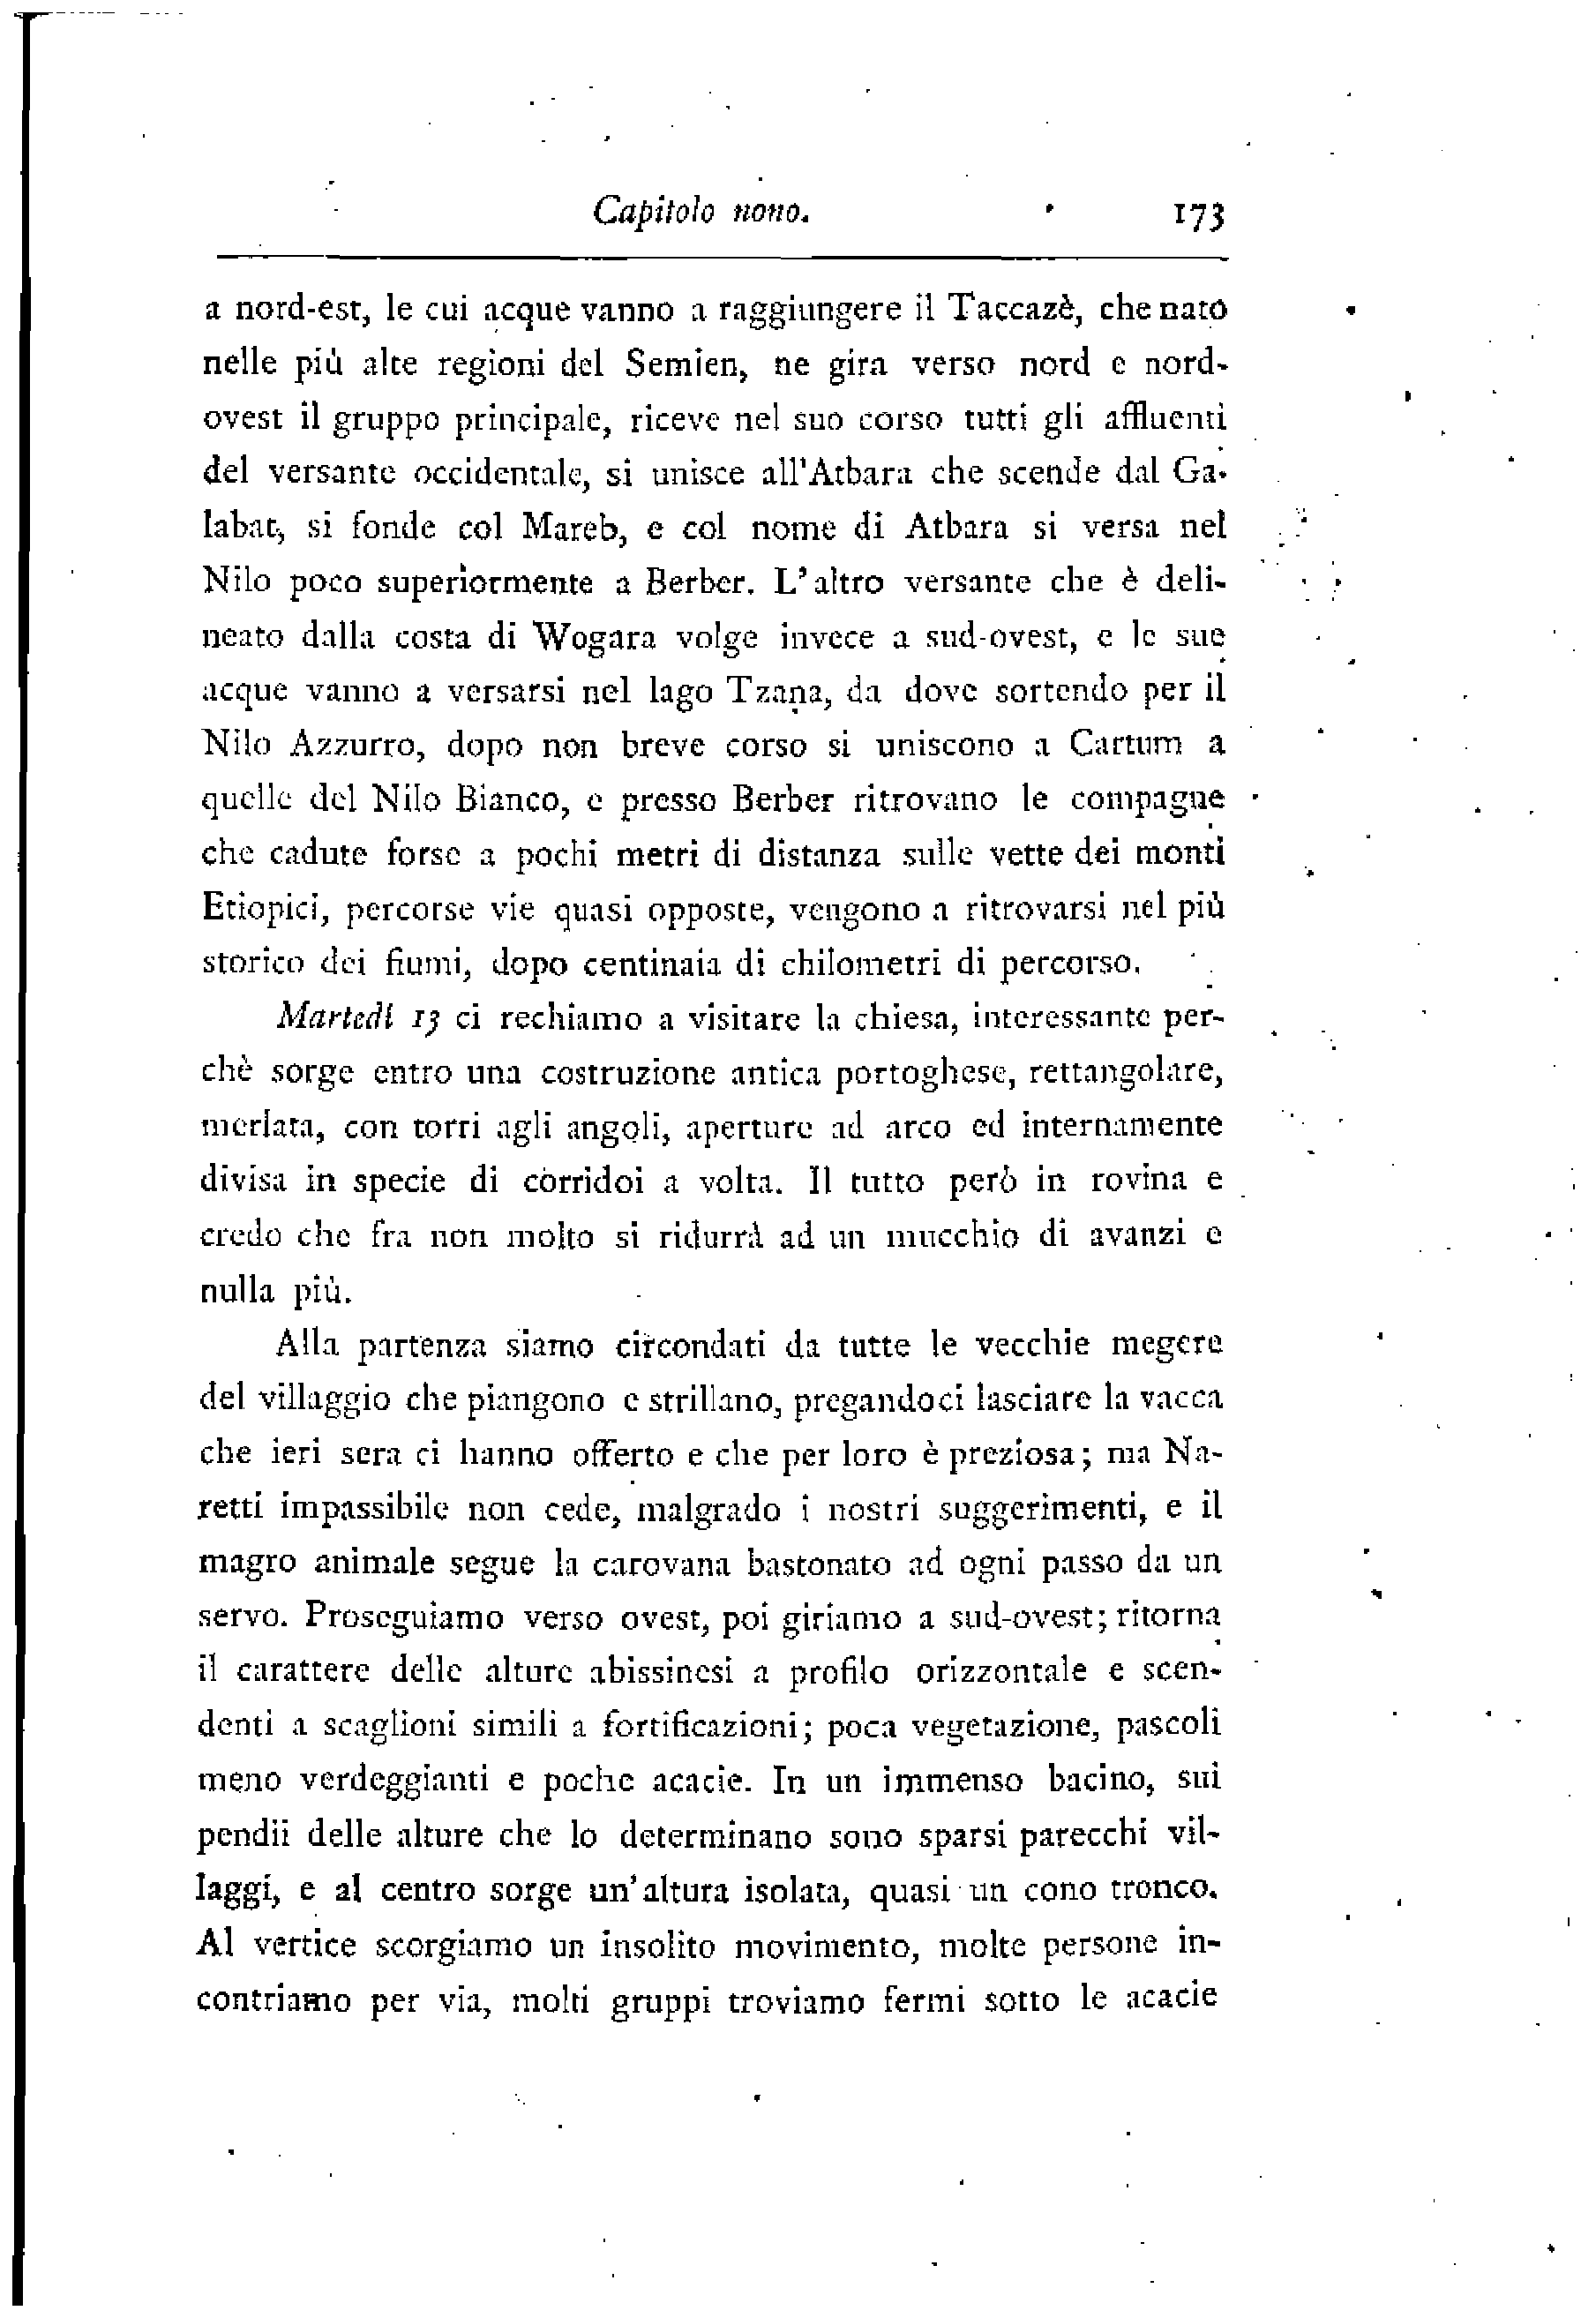 Capitolo nono. 173
a nord-est, le cui acque vanno a raggiungere il Taccazè, che nato
nelle più alte regioni del Semien, ne gira verso nord e nord-
ovest il gruppo principale, riceve nel suo corso tutti gli affluenti
del versante occidentale, si unisce all'Atbara che scende dal Ga-
labat, si fonde col Mareb, e col nome di Atbara si versa nel
Nilo poco superiormente a Berber. L'altro versante che è deli-
neato dalla costa di Wogara volge invece a sud-ovest, e le sue
acque vanno a versarsi nel lago Tzana, da dove sortendo per il
Nilo Azzurro, dopo non breve corso si uniscono a Cartum a
quelle del Nilo Bianco, e presso Berber ritrovano le compagne
che cadute forse a pochi metri di distanza sulle vette dei monti
Etiopici, percorse vie quasi opposte, vengono a ritrovarsi nel più
storico dei fiumi, dopo centinaia di chilometri di percorso.
Martedì 13 ci rechiamo a visitare la chiesa, interessante per-
chè sorge entro una costruzione antica portoghese, rettangolare,
merlata, con torri agli angoli, aperture ad arco ed internamente
divisa in specie di corridoi a volta. Il tutto però in rovina e
credo che fra non molto si ridurrà ad un mucchio di avanzi e
nulla più.
Alla partenza siamo circondati da tutte le vecchie megere
del villaggio che piangono e strillano, pregandoci lasciare la vacca
che ieri sera ci hanno offerto e che per loro è preziosa; ma Na-
retti impassibile non cede, malgrado i nostri suggerimenti, e il
magro animale segue la carovana bastonato ad ogni passo da un
servo. Proseguiamo verso ovest, poi giriamo a sud-ovest; ritorna
il carattere delle alture abissinesi a profilo orizzontale e scen-
denti a scaglioni simili a fortificazioni; poca vegetazione, pascoli
meno verdeggianti e poche acacie. In un immenso bacino, sui
pendii delle alture che lo determinano sono sparsi parecchi vil-
laggi, e al centro sorge un'altura isolata, quasi un cono tronco.
Al vertice scorgiamo un insolito movimento, molte persone in-
contriamo per via, molti gruppi troviamo fermi sotto le acacie